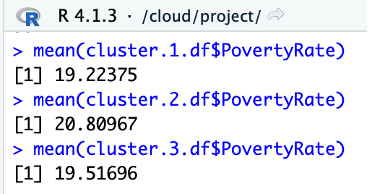 R R 4.1.3 · /cloud/project/
> mean(cluster.1.df$PovertyRate)
[1] 19.22375
> mean(cluster.2.df$PovertyRate)
[1] 20.80967
> mean(cluster.3.df$PovertyRate)
[1] 19.51696